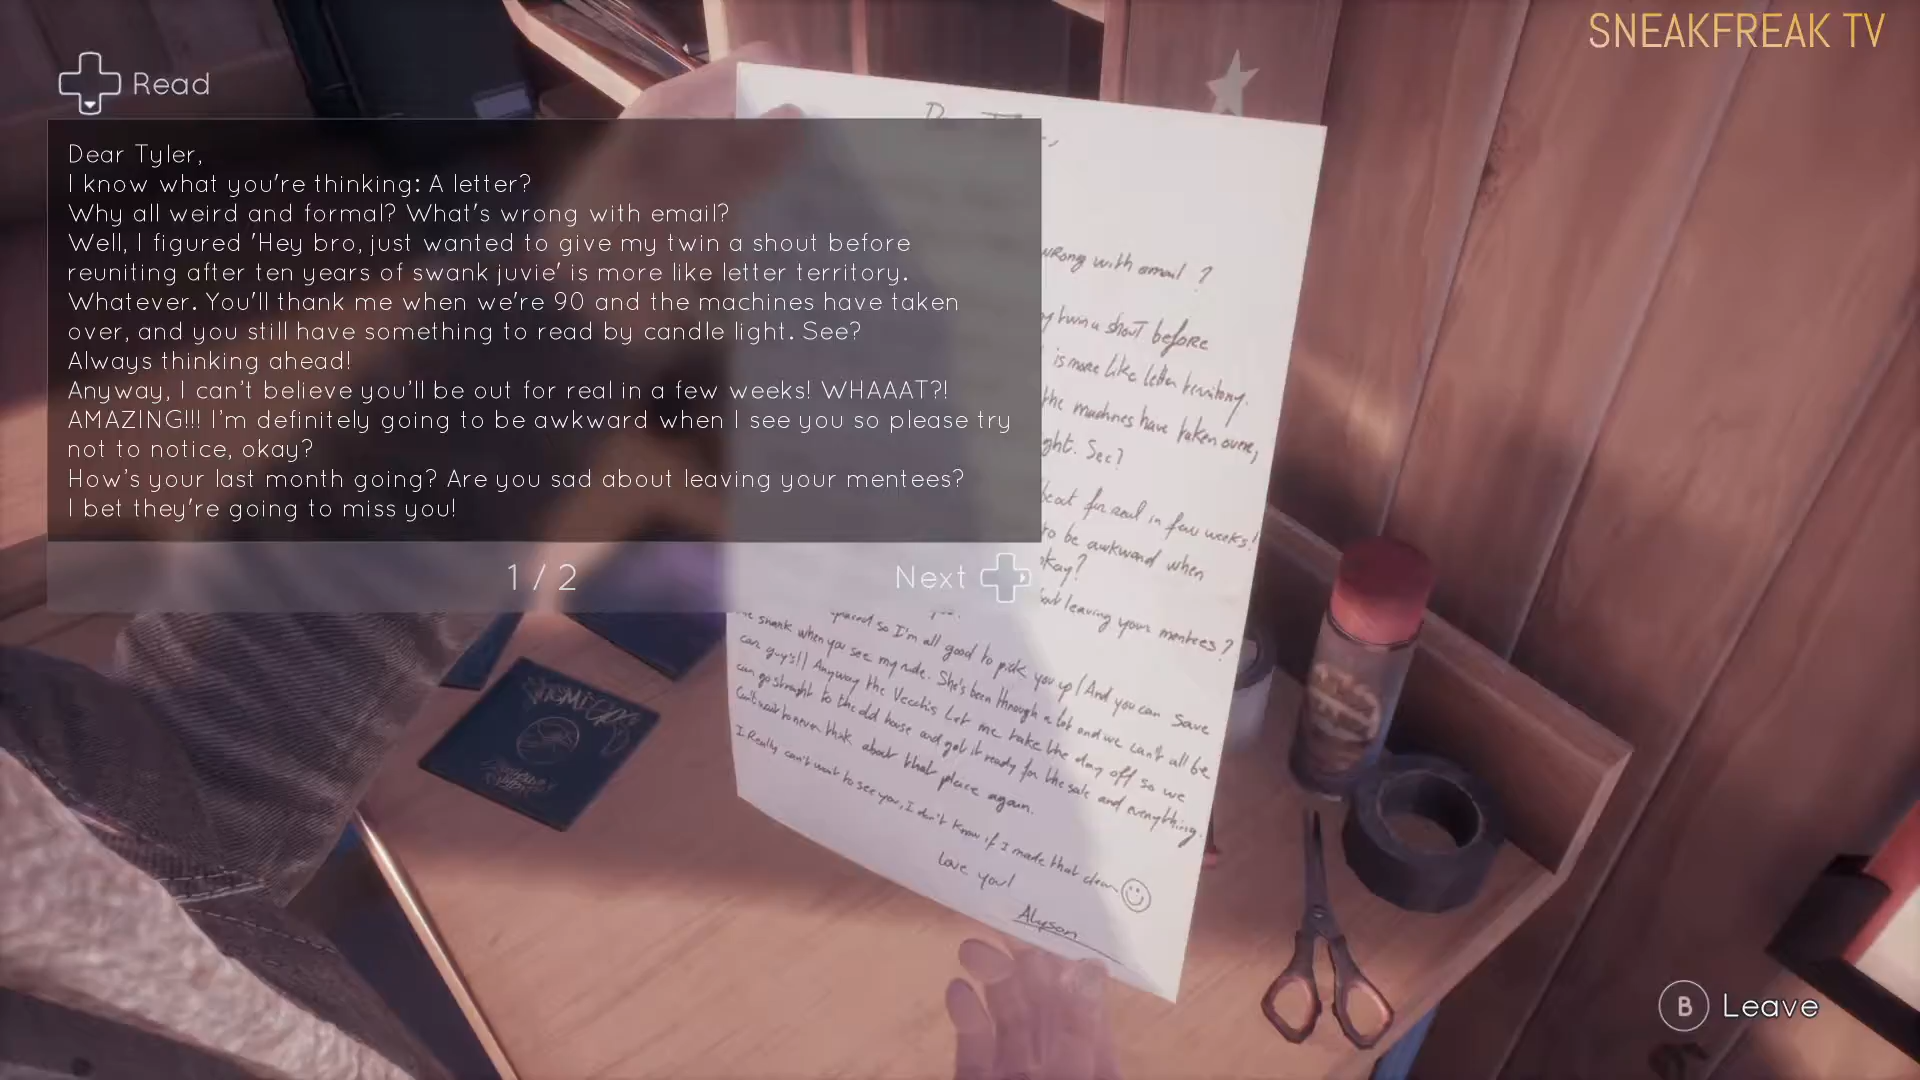 SNEAKFREAK TV
Read
Dear Tyler,
I know what you're thinking: A letter?
Why all weird and formal? What's wrong with email?
Well, I figured 'Hey bro, just wanted to give my twin a shout before
reuniting after ten years of swank juvie' is more like letter territory.
Whatever. You'll thank me when we're 90 and the machines have taken
over, and you still have something to read by candle light. See?
Always thinking ahead!
Anyway, I can't believe you'll be out for real in a few weeks! WHAAAT?!
AMAZING!!! I'm definitely going to be awkward when I see you so please try
not to notice, okay?
How's your last month going? Are you sad about leaving your mentees?
I bet they're going to miss you!
1 / 2
Next
wrong with email ?
twin a shout before
is more like letter territory.
the machines have taken over,
See?
for real in few weeks!
to be awkward when
okay?
leaving your mentees?
so I'm all good to pick you up! And you can save
the snark when you see my ride. She's been through a lot and we can't all be
car guys!! Anyway the Vecchis let me take the day off so we
can go straight to the old house and get it ready for the sale and everything.
Can't wait to never think about that place again.
I Really can't wait to see you, I don't know if I made that clear
love you!
Alyson
B Leave